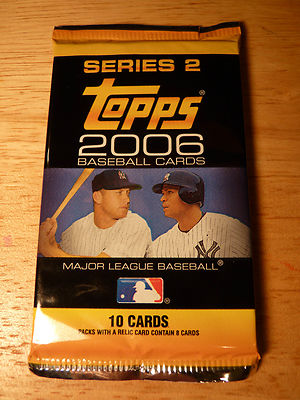 SERIES 2
Topps®
2006
BASEBALL CARDS
MAJOR LEAGUE BASEBALL®
10 CARDS
PACKS WITH A RELIC CARD CONTAIN 8 CARDS